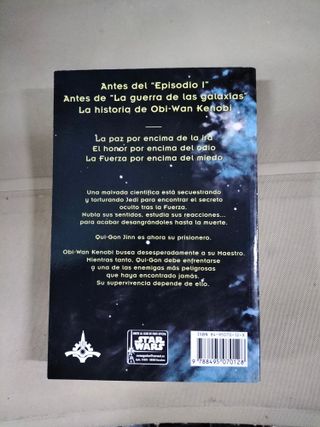 Antes del "Episodio I"
Antes de "La guerra de las galaxias"
La historia de Obi-Wan Kenobi
La paz por encima de la ira
El honor por encima del odio
La Fuerza por encima del miedo
Una malvada científica está secuestrando
y torturando Jedi para encontrar el secreto
oculto tras la Fuerza.
Nubla sus sentidos, estudia sus reacciones...
para acabar desangrándoles hasta la muerte.
Qui-Gon Jinn es ahora su prisionero.
Obi-Wan Kenobi busca desesperadamente a su Maestro.
Mientras tanto, Qui-Gon debe enfrentarse
a una de las enemigas más peligrosas
que haya encontrado jamás.
Su supervivencia depende de ello.
STAR
WARS
9 788495 070128